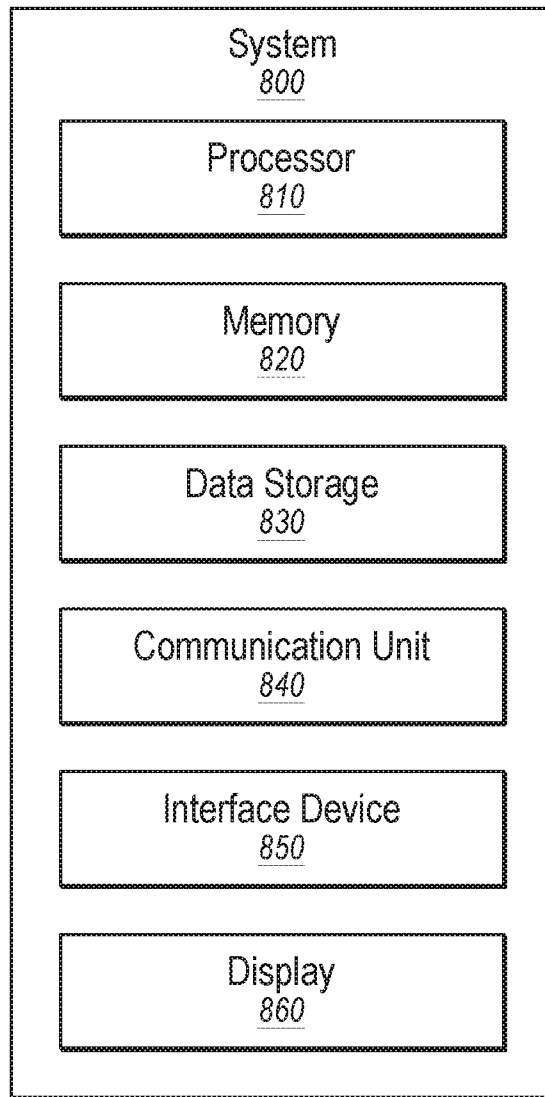 System
800
Processor
810
Memory
820
Data Storage
830
Communication Unit
840
Interface Device
850
Display
860